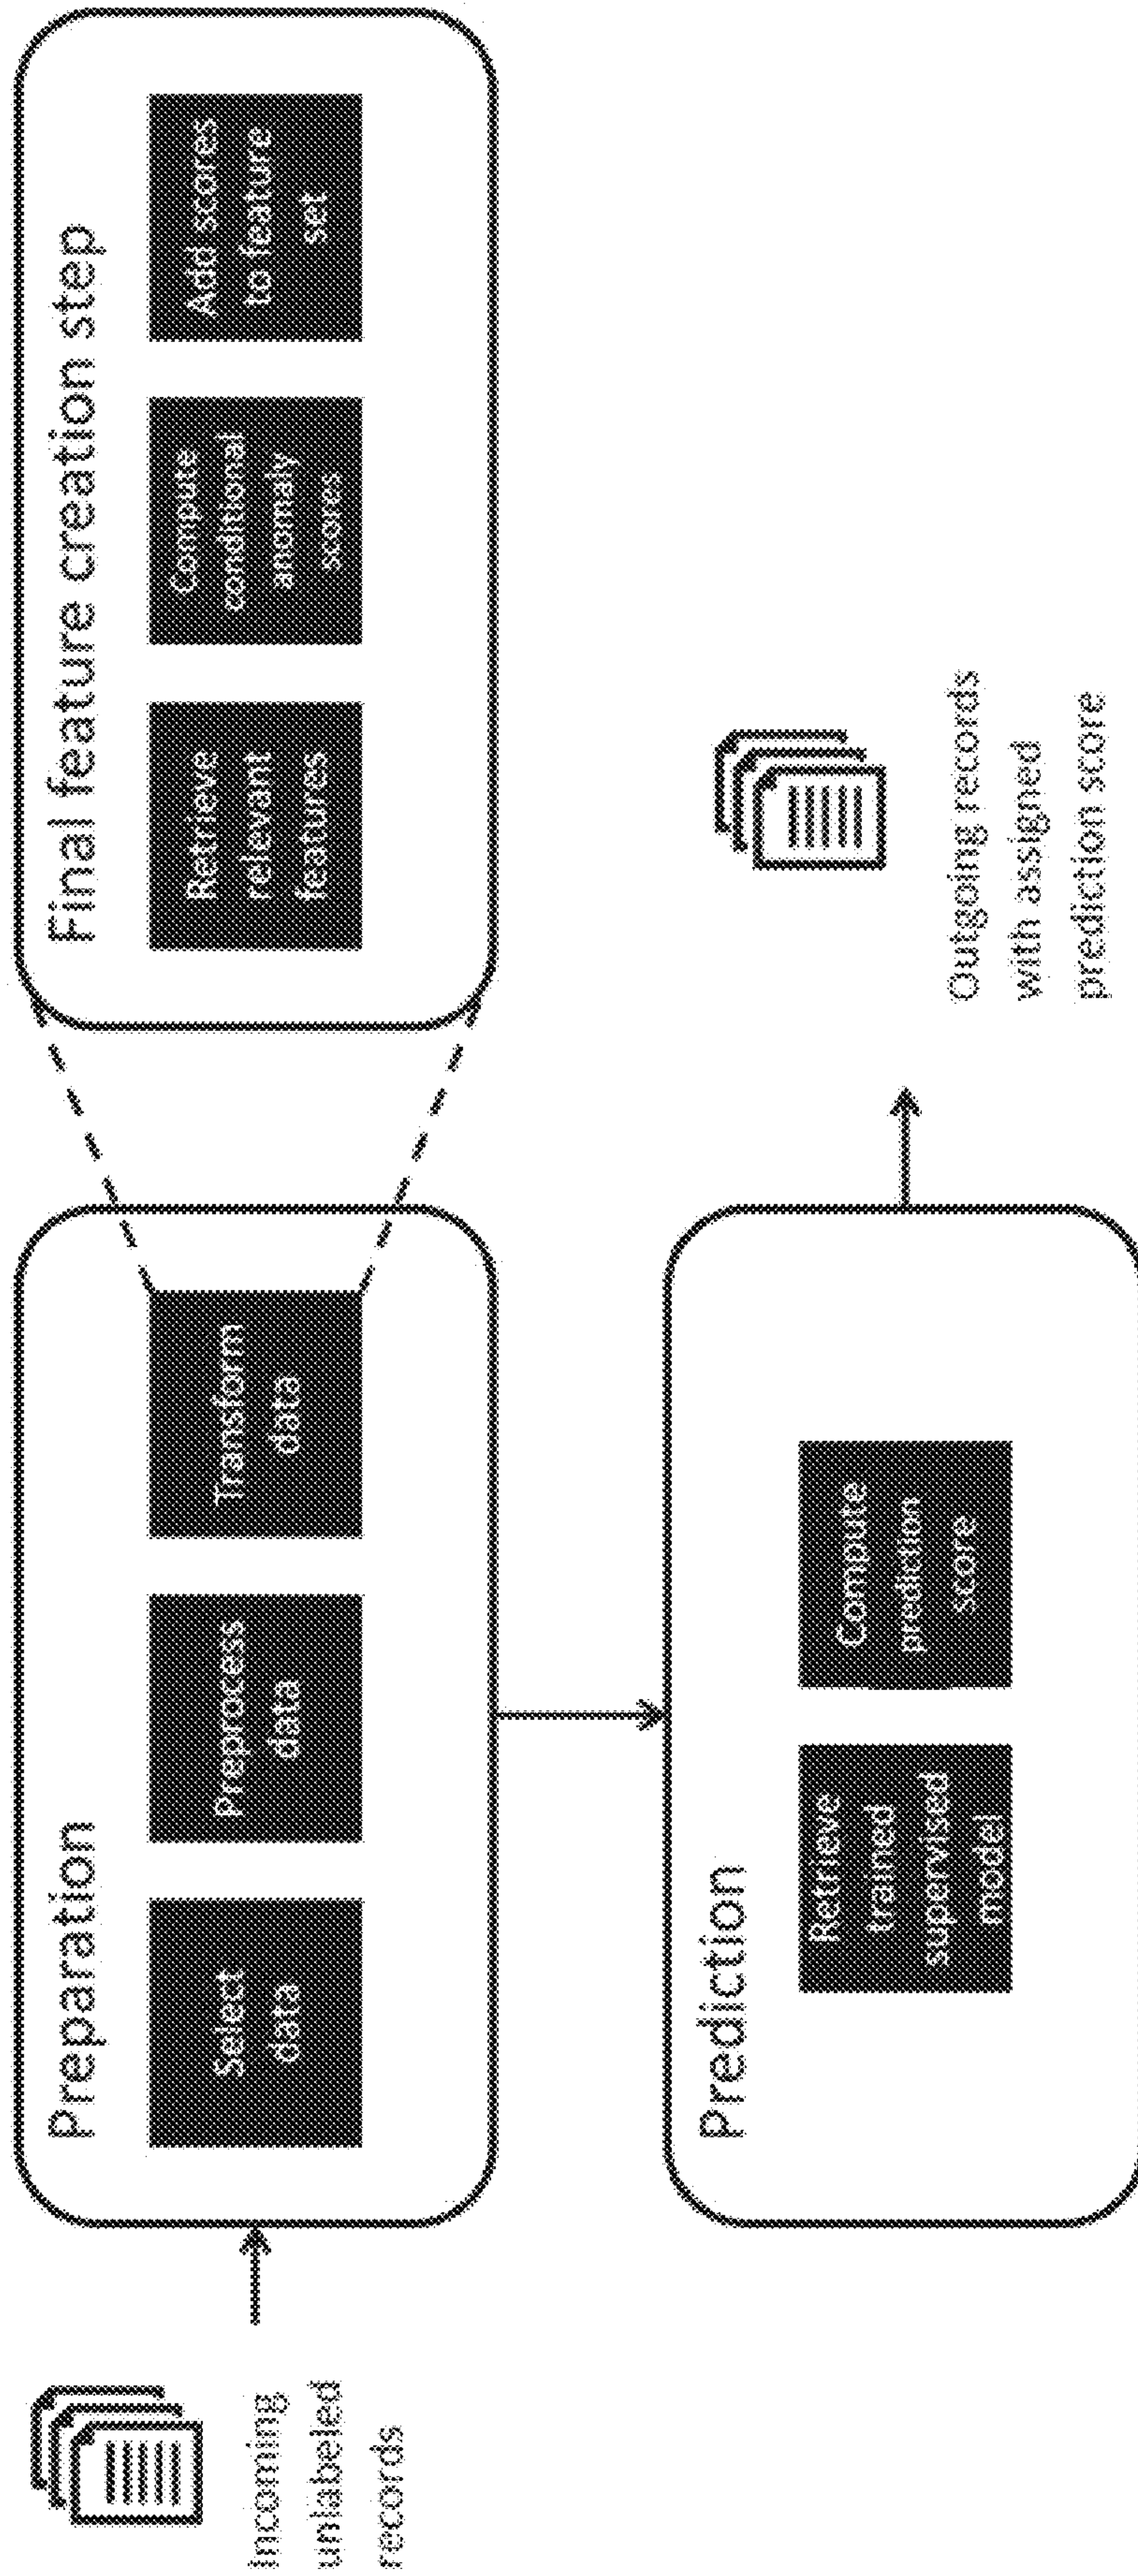 Incoming
unlabeled
records
Preparation
Select
data
Preprocess
data
Transform
data
Final feature creation step
Retrieve
relevant
features
Compute
conditional
anomaly
scores
Add scores
to feature
set
Prediction
Retrieve
trained
supervised
model
Compute
prediction
score
Outgoing records
with assigned
prediction score